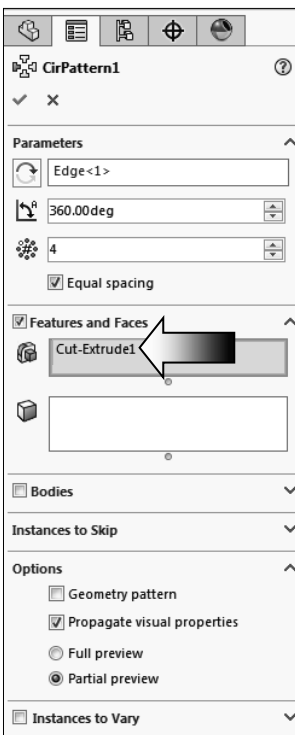 CirPattern1
Parameters
Edge<1>
360.00deg
4
Equal spacing
Features and Faces
Cut-Extrude1
Bodies
Instances to Skip
Options
Geometry pattern
Propagate visual properties
Full preview
Partial preview
Instances to Vary